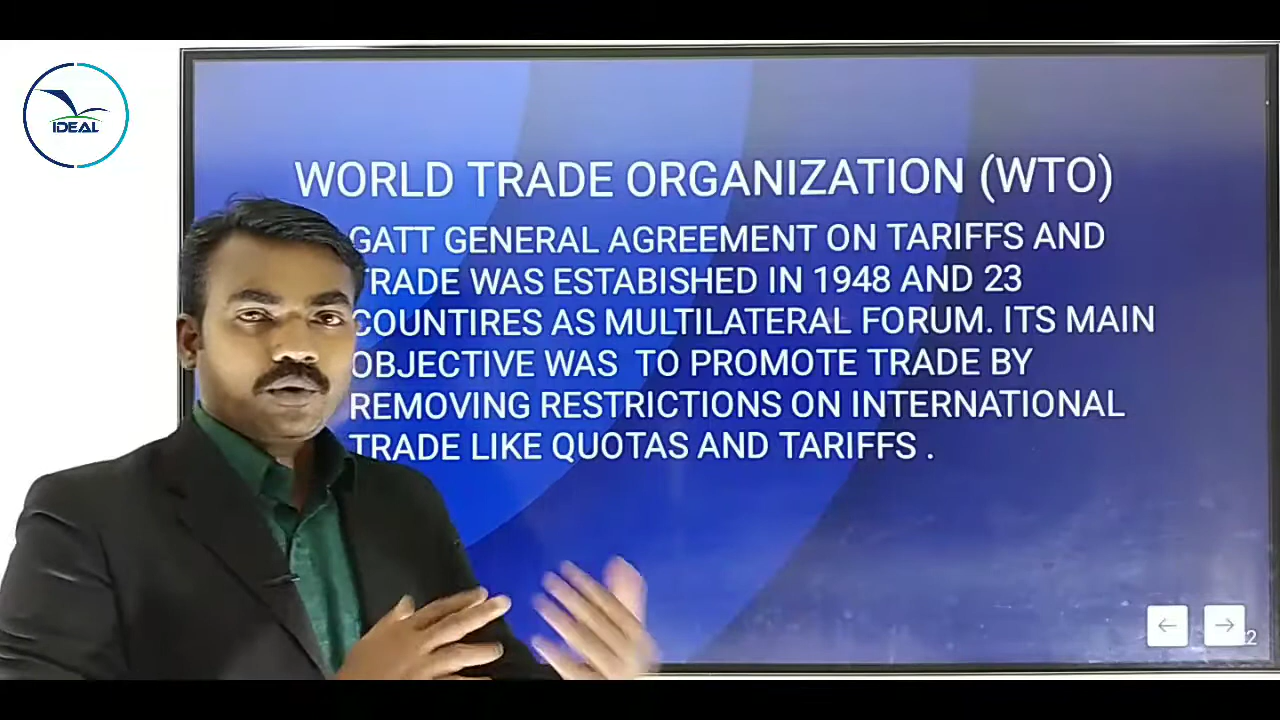 IDEAL
WORLD TRADE ORGANIZATION (WTO)
GATT GENERAL AGREEMENT ON TARIFFS AND
TRADE WAS ESTABISHED IN 1948 AND 23
COUNTIRES AS MULTILATERAL FORUM. ITS MAIN
OBJECTIVE WAS TO PROMOTE TRADE BY
REMOVING RESTRICTIONS ON INTERNATIONAL
TRADE LIKE QUOTAS AND TARIFFS .
2